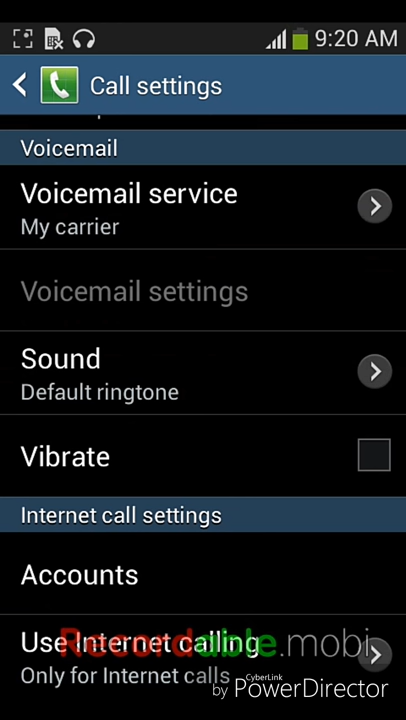 9:20 AM
Call settings
Voicemail
Voicemail service
My carrier
Voicemail settings
Sound
Default ringtone
Vibrate
Internet call settings
Accounts
Use Internet calling
Recordable.mobi
Only for Internet calls
CyberLink
by PowerDirector